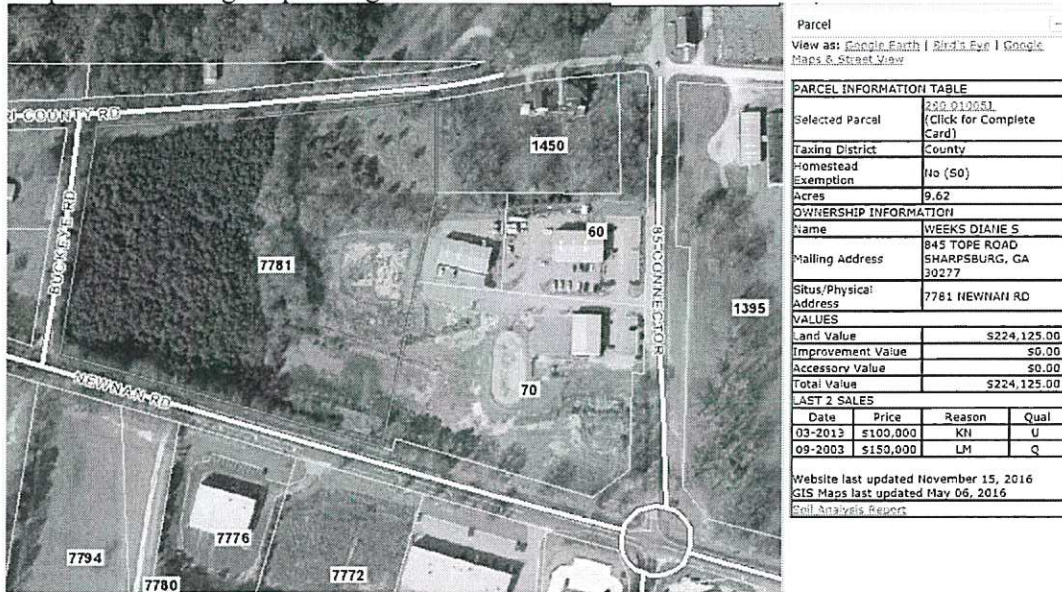 RI-COUNTY RD
1450
BUCKEYE RD
7781
60
85-CONNECTOR
1395
70
NEWNAN RD
7794
7776
7780
7772
Parcel
View as: Google Earth | Bird's Eye | Google
Maps & Street View
PARCEL INFORMATION TABLE
Selected Parcel
(Click for Complete
Card)
Taxing District County
Homestead
Exemption No (S0)
Acres 9.62
OWNERSHIP INFORMATION
Name WEEKS DIANE S
Mailing Address 845 TOPE ROAD
SHARPSBURG, GA
30277
Situs/Physical
Address 7781 NEWNAN RD
VALUES
Land Value $224,125.00
Improvement Value $0.00
Accessory Value $0.00
Total Value $224,125.00
LAST 2 SALES
Date Price Reason Qual
03-2013 $100,000 KN U
09-2003 $150,000 LM Q
Website last updated November 15, 2016
GIS Maps last updated May 06, 2016
Soil Analysis Report